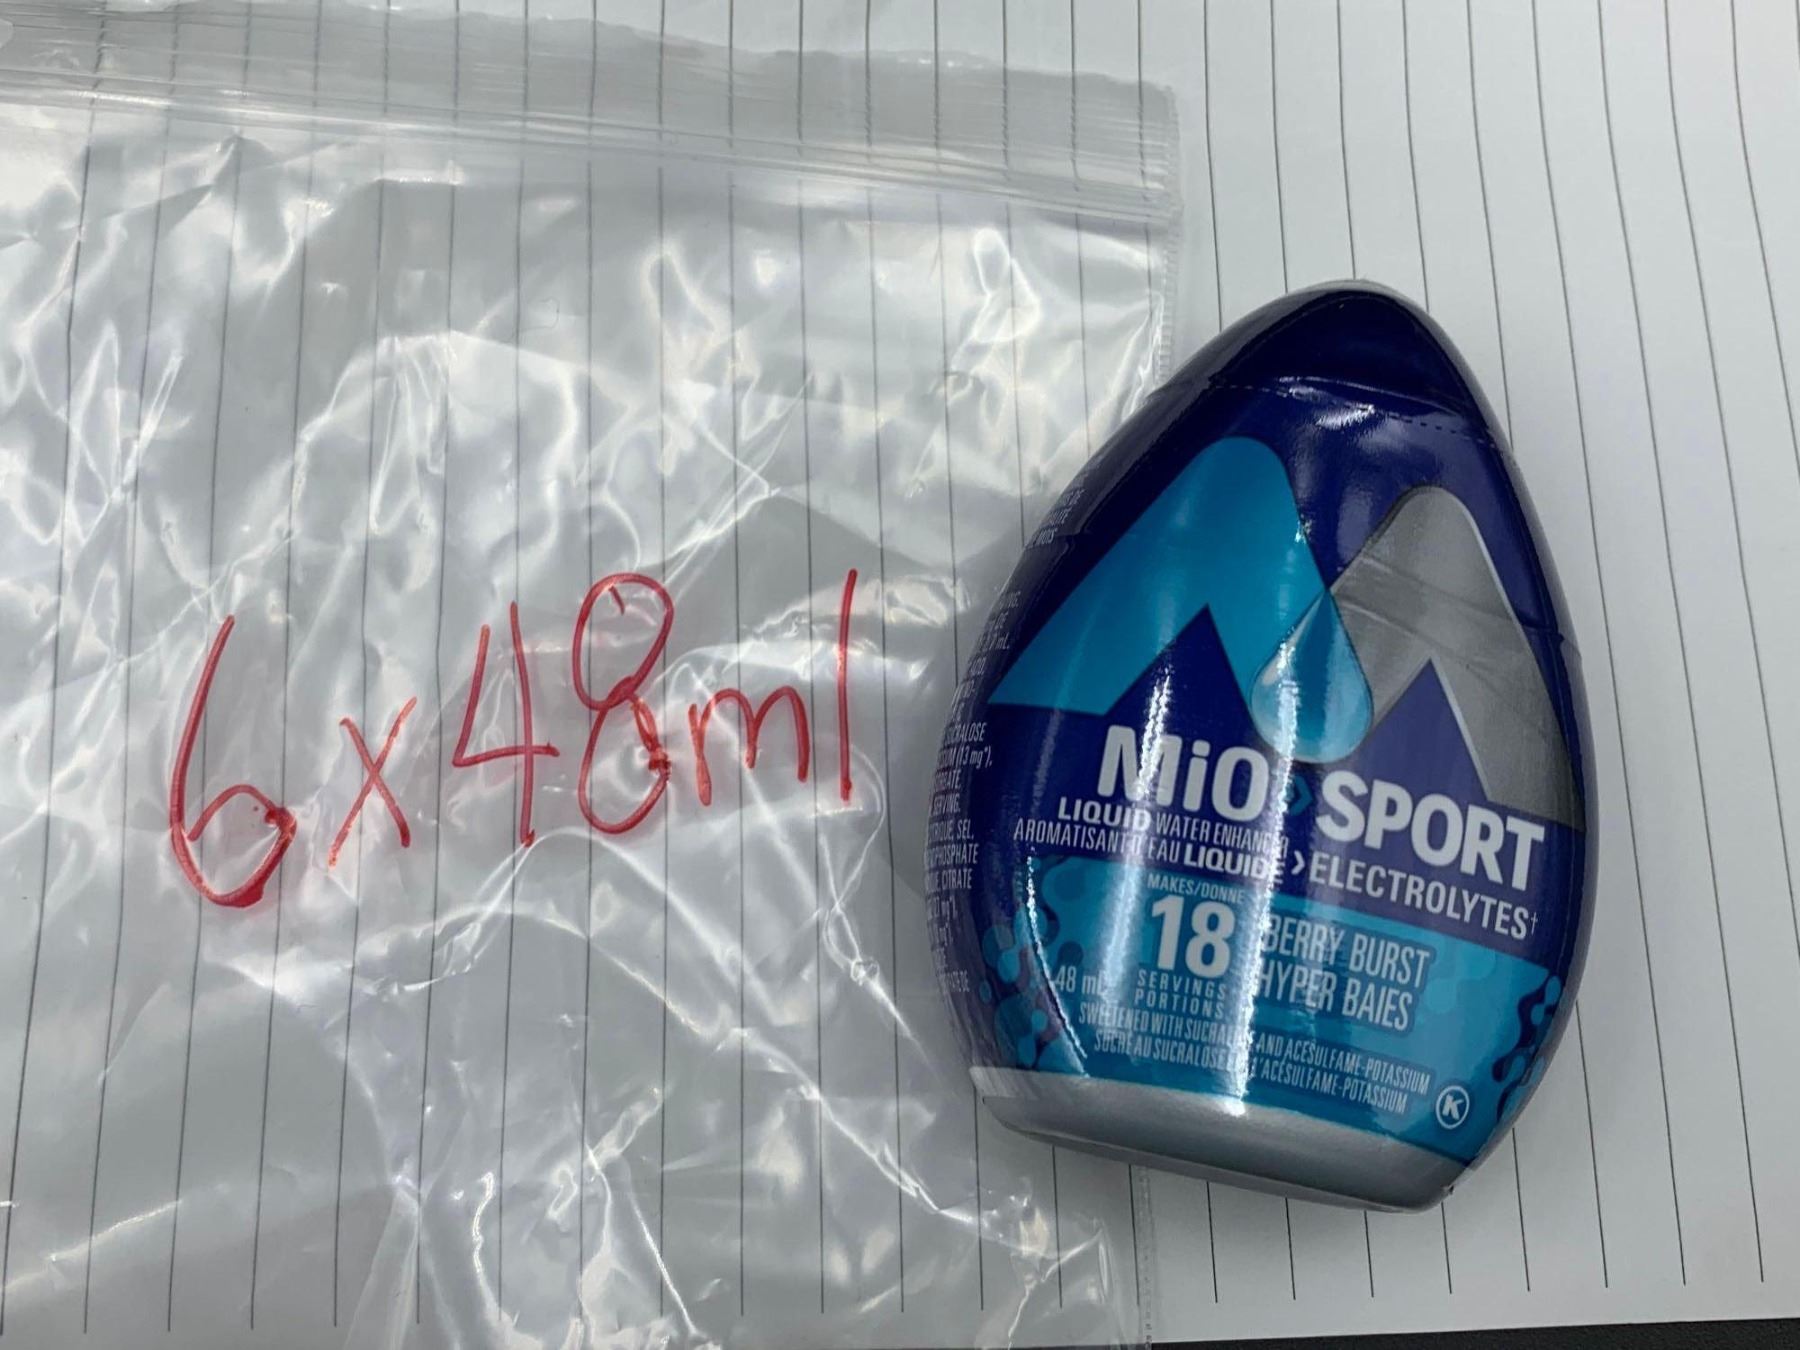 6x48ml
MiO SPORT
LIQUID WATER ENHANCER
AROMATISANT D'EAU LIQUIDE > ELECTROLYTES†
MAKES/DONNE
18
SERVINGS
PORTIONS
48 mL
BERRY BURST
HYPER BAIES
SWEETENED WITH SUCRALOSE AND ACESULFAME-POTASSIUM
SUCRÉ AU SUCRALOSE ET À L'ACÉSULFAME-POTASSIUM
K